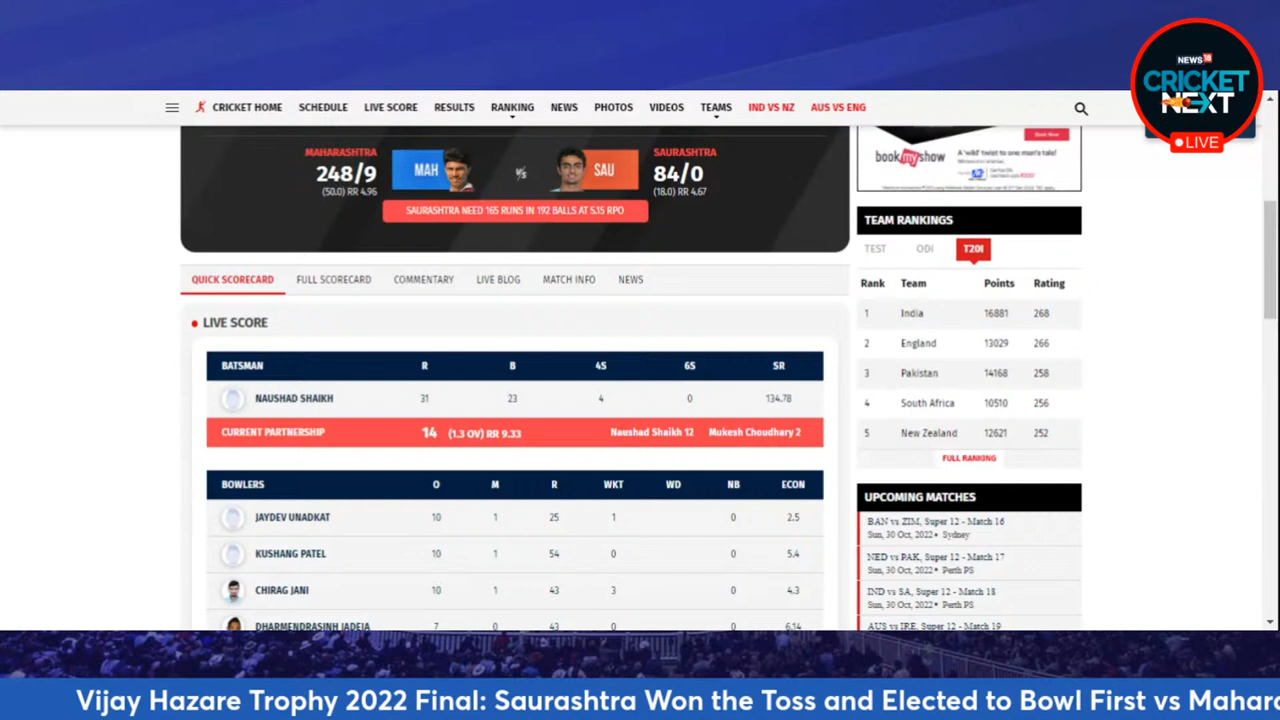 NEWS18
CRICKET
NEXT
LIVE
CRICKET HOME SCHEDULE LIVE SCORE RESULTS RANKING NEWS PHOTOS VIDEOS TEAMS IND VS NZ AUS VS ENG
MAHARASHTRA
248/9
(50.0) RR 4.96
MAH
VS
SAU
SAURASHTRA
84/0
(18.0) RR 4.67
SAURASHTRA NEED 165 RUNS IN 192 BALLS AT 5.15 RPO
Book Now
bookmyshow
A 'wild' twist to one man's tale!
QUICK SCORECARD FULL SCORECARD COMMENTARY LIVE BLOG MATCH INFO NEWS
LIVE SCORE
BATSMAN R B 4S 6S SR
NAUSHAD SHAIKH 31 23 4 0 134.78
CURRENT PARTNERSHIP 14 (1.3 OV) RR 9.33 Naushad Shaikh 12 Mukesh Choudhary 2
BOWLERS O M R WKT WD NB ECON
JAYDEV UNADKAT 10 1 25 1 0 2.5
KUSHANG PATEL 10 1 54 0 0 5.4
CHIRAG JANI 10 1 43 3 0 4.3
DHARMENDRASINH JADEJA 7 0 43 0 0 6.14
TEAM RANKINGS
TEST ODI T20I
Rank Team Points Rating
1 India 16881 268
2 England 13029 266
3 Pakistan 14168 258
4 South Africa 10510 256
5 New Zealand 12621 252
FULL RANKING
UPCOMING MATCHES
BAN vs ZIM, Super 12 - Match 16
Sun, 30 Oct, 2022• Sydney
NED vs PAK, Super 12 - Match 17
Sun, 30 Oct, 2022• Perth PS
IND vs SA, Super 12 - Match 18
Sun, 30 Oct, 2022• Perth PS
AUS vs IRE, Super 12 - Match 19
Vijay Hazare Trophy 2022 Final: Saurashtra Won the Toss and Elected to Bowl First vs Mahara